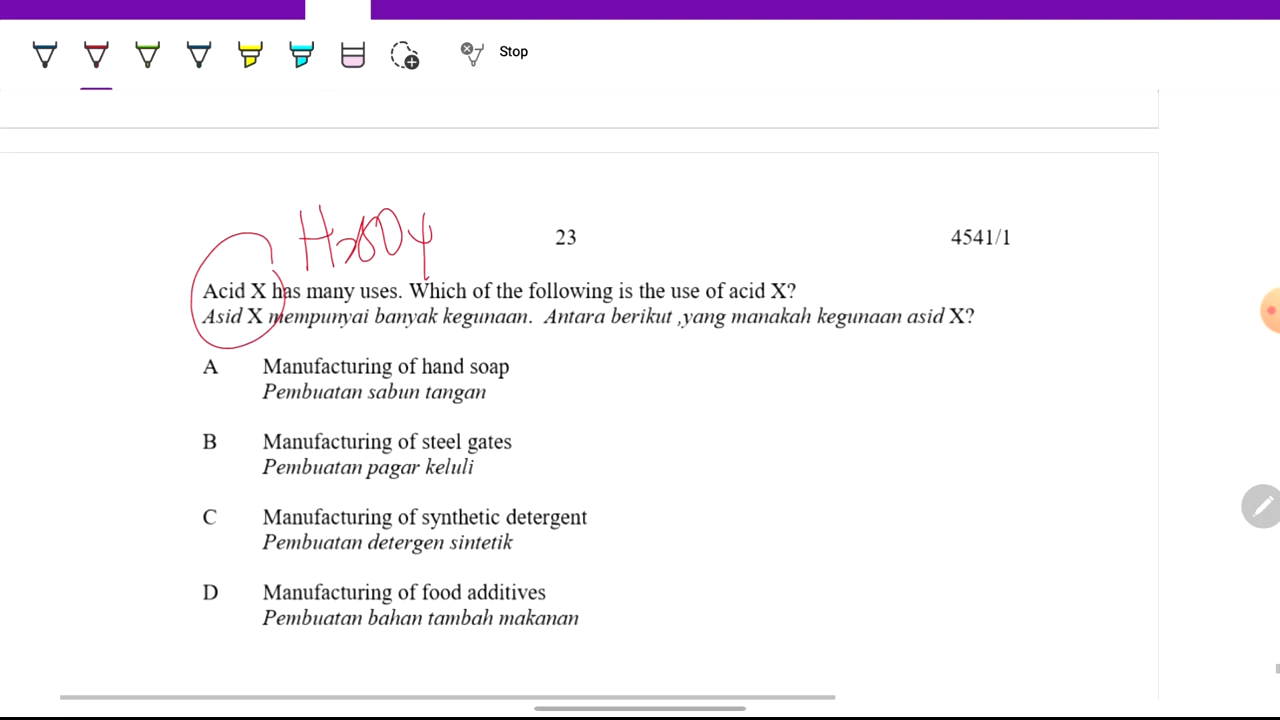 Stop
H2SO4
23 4541/1
Acid X has many uses. Which of the following is the use of acid X?
Asid X mempunyai banyak kegunaan. Antara berikut ,yang manakah kegunaan asid X?
A Manufacturing of hand soap
Pembuatan sabun tangan
B Manufacturing of steel gates
Pembuatan pagar keluli
C Manufacturing of synthetic detergent
Pembuatan detergen sintetik
D Manufacturing of food additives
Pembuatan bahan tambah makanan